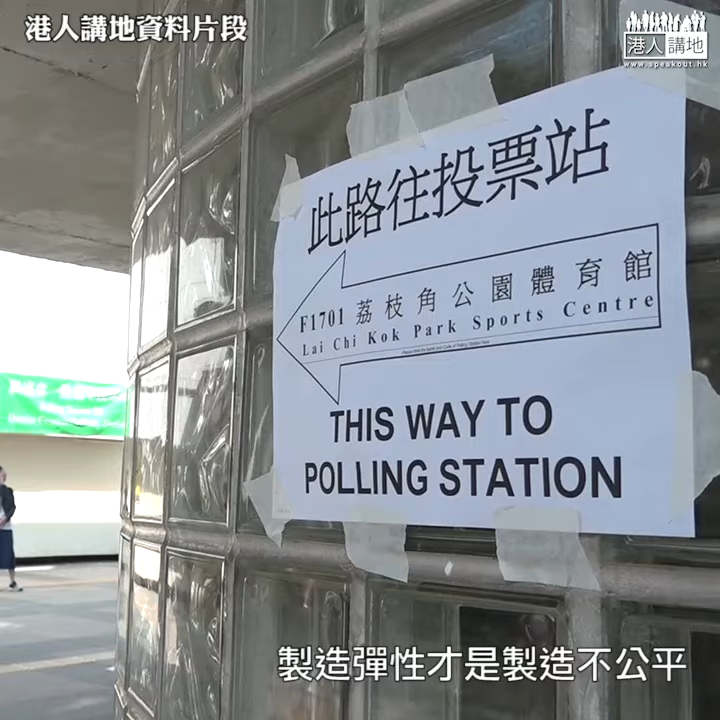 港人講地資料片段
港人講地
www.speakout.hk
此路往投票站
F1701 荔枝角公園體育館
Lai Chi Kok Park Sports Centre
THIS WAY TO
POLLING STATION
製造彈性才是製造不公平